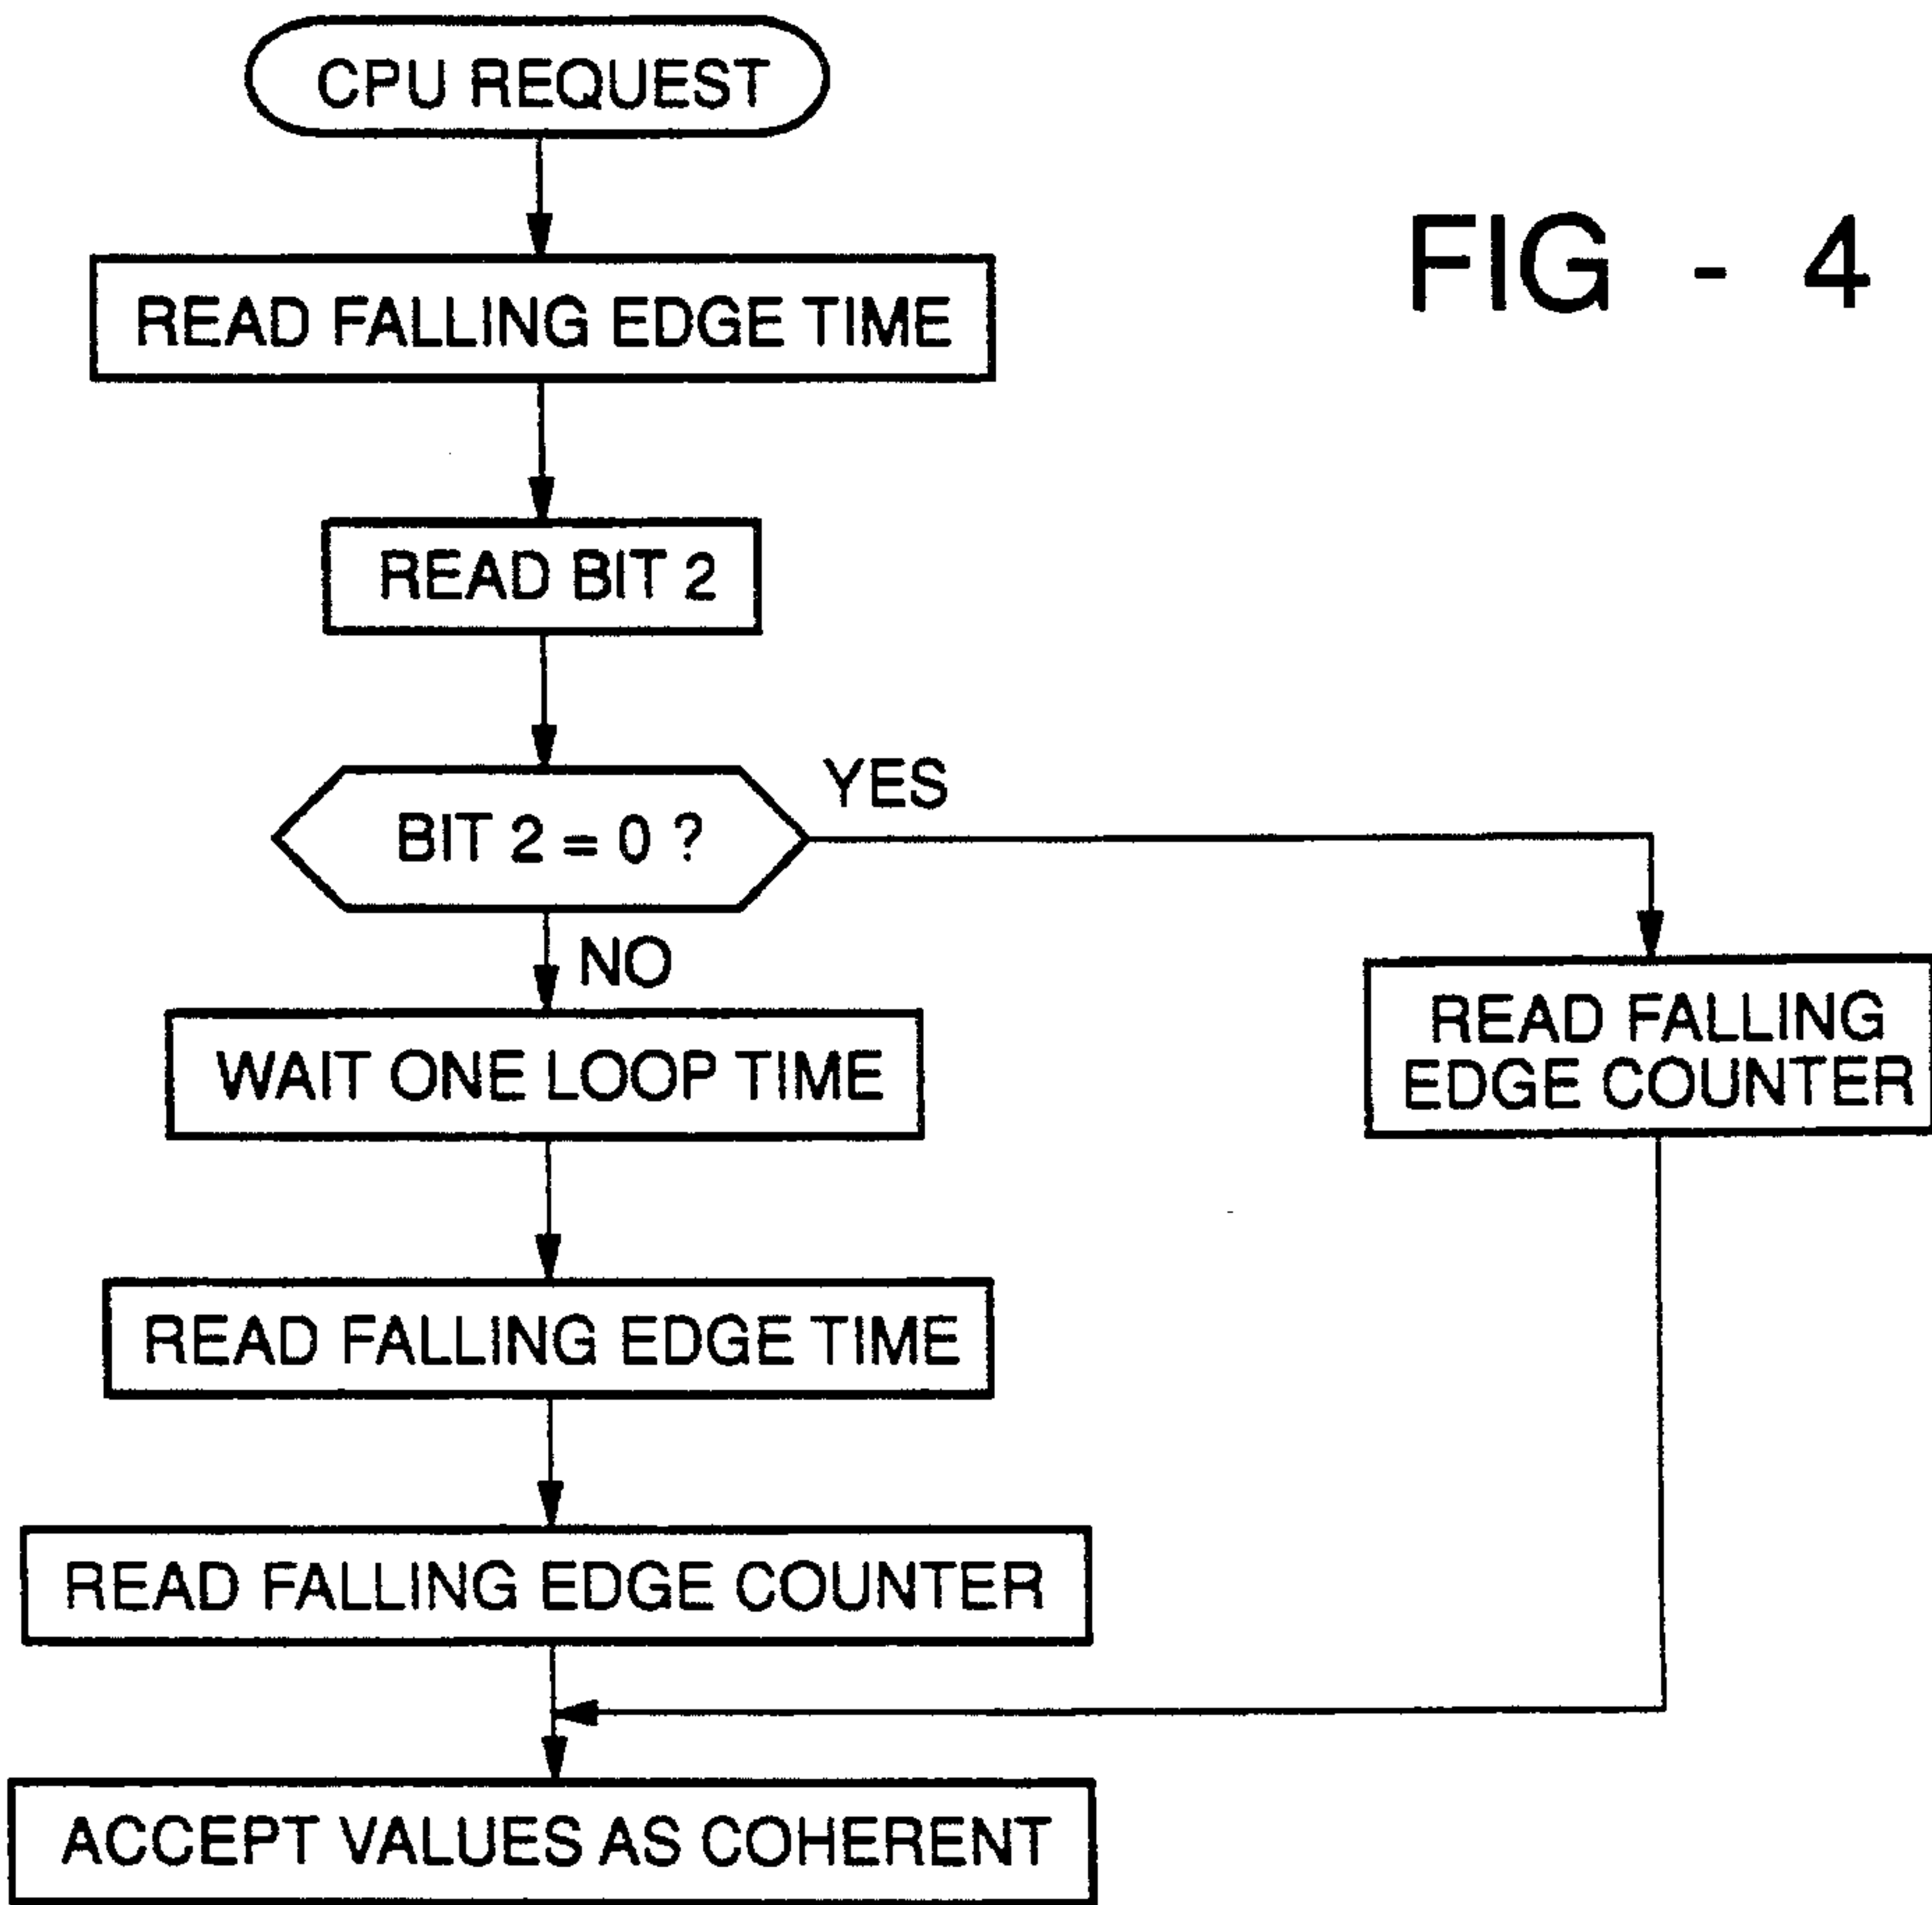 CPU REQUEST
FIG - 4
READ FALLING EDGE TIME
READ BIT 2
BIT 2 = 0 ?
YES
NO
WAIT ONE LOOP TIME
READ FALLING
EDGE COUNTER
READ FALLING EDGE TIME
READ FALLING EDGE COUNTER
ACCEPT VALUES AS COHERENT